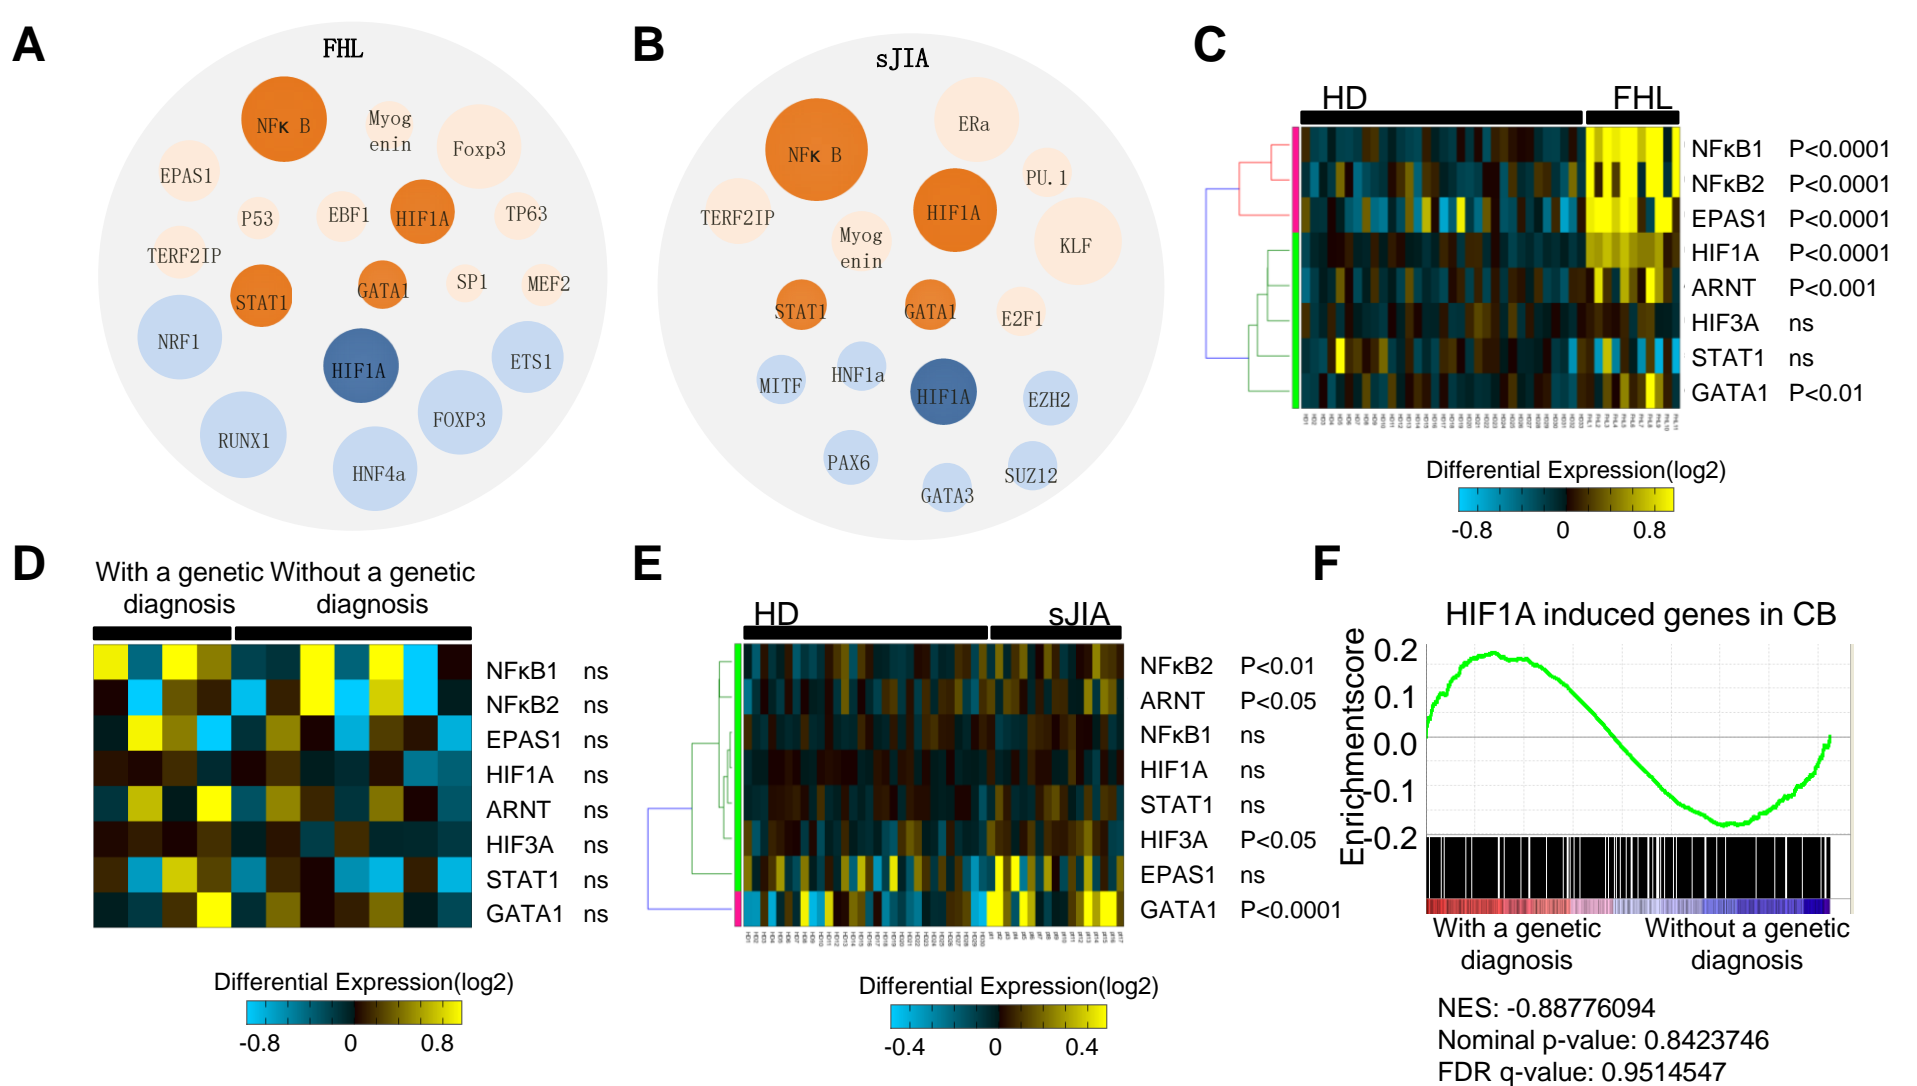 A
FHL
NFκ B
Myog
enin
Foxp3
EPAS1
P53
EBF1
HIF1A
TP63
TERF2IP
STAT1
GATA1
SP1
MEF2
NRF1
HIF1A
ETS1
RUNX1
FOXP3
HNF4a
B
sJIA
NFκ B
ERa
PU.1
TERF2IP
HIF1A
Myog
enin
KLF
STAT1
GATA1
E2F1
MITF
HNF1a
HIF1A
EZH2
PAX6
GATA3
SUZ12
C
HD FHL
NFκB1 P<0.0001
NFκB2 P<0.0001
EPAS1 P<0.0001
HIF1A P<0.0001
ARNT P<0.001
HIF3A ns
STAT1 ns
GATA1 P<0.01
Differential Expression(log2)
-0.8 0 0.8
D
With a genetic diagnosis
Without a genetic diagnosis
NFκB1 ns
NFκB2 ns
EPAS1 ns
HIF1A ns
ARNT ns
HIF3A ns
STAT1 ns
GATA1 ns
Differential Expression(log2)
-0.8 0 0.8
E
HD sJIA
NFκB2 P<0.01
ARNT P<0.05
NFκB1 ns
HIF1A ns
STAT1 ns
HIF3A P<0.05
EPAS1 ns
GATA1 P<0.0001
Differential Expression(log2)
-0.4 0 0.4
F
HIF1A induced genes in CB
Enrichmentscore
0.2
0.1
0.0
-0.1
-0.2
With a genetic diagnosis
Without a genetic diagnosis
NES: -0.88776094
Nominal p-value: 0.8423746
FDR q-value: 0.9514547